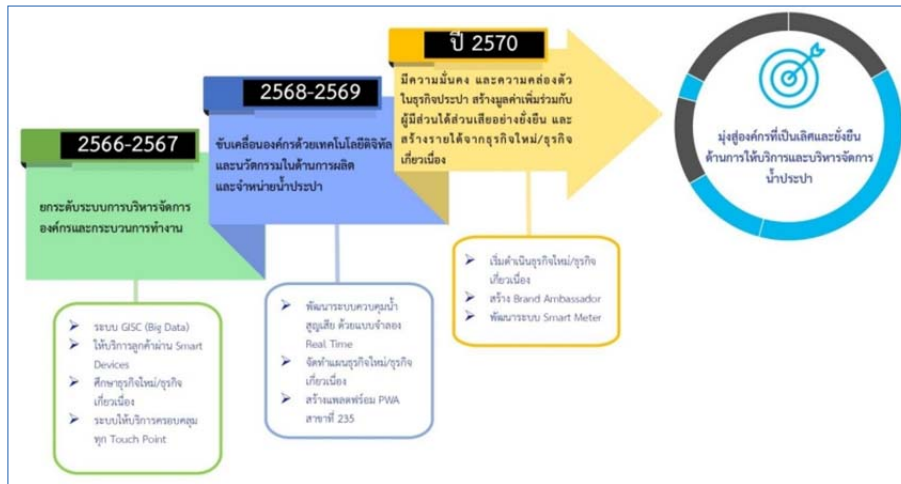 2566-2567
ยกระดับระบบการบริหารจัดการ
องค์กรและกระบวนการทำงาน
ระบบ GISC (Big Data)
ให้บริการลูกค้าผ่าน Smart
Devices
ศึกษาธุรกิจใหม่/ธุรกิจ
เกี่ยวเนื่อง
ระบบให้บริการครอบคลุม
ทุก Touch Point
2568-2569
ขับเคลื่อนองค์กรด้วยเทคโนโลยีดิจิทัล
และนวัตกรรมในด้านการผลิต
และจำหน่ายน้ำประปา
พัฒนาระบบควบคุมน้ำ
สูญเสีย ด้วยแบบจำลอง
Real Time
จัดทำแผนธุรกิจใหม่/ธุรกิจ
เกี่ยวเนื่อง
สร้างแพลตฟร์อม PWA
สาขาที่ 235
ปี 2570
มีความมั่นคง และความคล่องตัว
ในธุรกิจประปา สร้างมูลค่าเพิ่มร่วมกับ
ผู้มีส่วนได้ส่วนเสียอย่างยั่งยืน และ
สร้างรายได้จากธุรกิจใหม่/ธุรกิจ
เกี่ยวเนื่อง
เริ่มดำเนินธุรกิจใหม่/ธุรกิจ
เกี่ยวเนื่อง
สร้าง Brand Ambassador
พัฒนาระบบ Smart Meter
มุ่งสู่องค์กรที่เป็นเลิศและยั่งยืน
ด้านการให้บริการและบริหารจัดการ
น้ำประปา